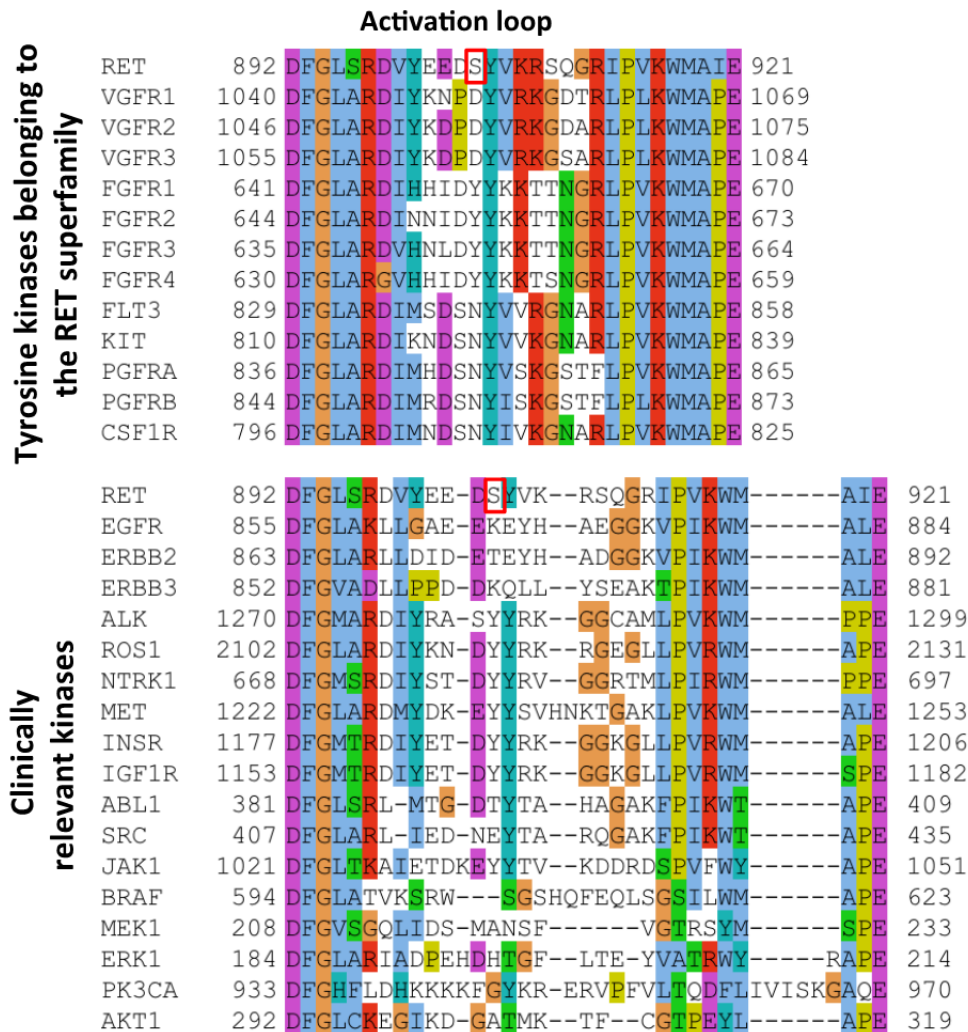 Activation loop
Tyrosine kinases belonging to
the RET superfamily
RET 892 DFGLSRDVYEEDSYVKRSQGRIPVKWMAIE 921
VGFR1 1040 DFGLARDIYKNPDYVRKGDTRLPLKWMAPE 1069
VGFR2 1046 DFGLARDIYKDPDYVRKGDARLPLKWMAPE 1075
VGFR3 1055 DFGLARDIYKDPDYVRKGSARLPLKWMAPE 1084
FGFR1 641 DFGLARDIHHIDYYKKTTNGRLPVKWMAPE 670
FGFR2 644 DFGLARDINNIDYYKKTTNGRLPVKWMAPE 673
FGFR3 635 DFGLARDVHNLDYYKKTTNGRLPVKWMAPE 664
FGFR4 630 DFGLARGVHHIDYYKKTSNGRLPVKWMAPE 659
FLT3 829 DFGLARDIMSDSNYVVRGNARLPVKWMAPE 858
KIT 810 DFGLARDIKNDSNYVVKGNARLPVKWMAPE 839
PGFRA 836 DFGLARDIMHDSNYVSKGSTFLPVKWMAPE 865
PGFRB 844 DFGLARDIMRDSNYISKGSTFLPLKWMAPE 873
CSF1R 796 DFGLARDIMNDSNYIVKGNARLPVKWMAPE 825
Clinically
relevant kinases
RET 892 DFGLSRDVYEE-DSYVK--RSQGRIPVKWM------AIE 921
EGFR 855 DFGLAKLLGAE-EKEYH--AEGGKVPIKWM------ALE 884
ERBB2 863 DFGLARLLDID-ETEYH--ADGGKVPIKWM------ALE 892
ERBB3 852 DFGVADLLPPD-DKQLL--YSEAKTPIKWM------ALE 881
ALK 1270 DFGMARDIYRA-SYYRK--GGCAMLPVKWM------PPE 1299
ROS1 2102 DFGLARDIYKN-DYYRK--RGEGLLPVRWM------APE 2131
NTRK1 668 DFGMSRDIYST-DYYRV--GGRTMLPIRWM------PPE 697
MET 1222 DFGLARDMYDK-EYYSVHNKTGAKLPVKWM------ALE 1253
INSR 1177 DFGMTRDIYET-DYYRK--GGKGLLPVRWM------APE 1206
IGF1R 1153 DFGMTRDIYET-DYYRK--GGKGLLPVRWM------SPE 1182
ABL1 381 DFGLSRL-MTG-DTYTA--HAGAKFPIKWT------APE 409
SRC 407 DFGLARL-IED-NEYTA--RQGAKFPIKWT------APE 435
JAK1 1021 DFGLTKAIETDKEYYTV--KDDRDSPVFWY------APE 1051
BRAF 594 DFGLATVKSRW---SGSHQFEQLSGSILWM------APE 623
MEK1 208 DFGVSGQLIDS-MANSF------VGTRSYM------SPE 233
ERK1 184 DFGLARIADPEHDHTGF--LTE-YVATRWY-----RAPE 214
PK3CA 933 DFGHFLDHKKKKFGYKR-ERVPFVLTQDFLIVISKGAQE 970
AKT1 292 DFGLCKEGIKD-GATMK--TF--CGTPEYL------APE 319